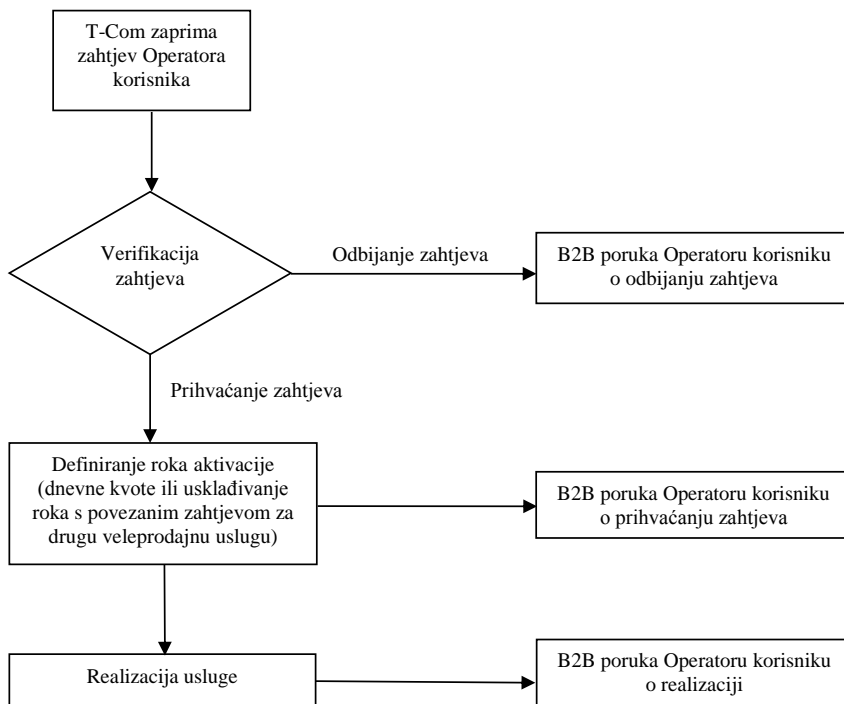 T-Com zaprima
zahtjev Operatora
korisnika
Verifikacija
zahtjeva
Odbijanje zahtjeva
B2B poruka Operatoru korisniku
o odbijanju zahtjeva
Prihvaćanje zahtjeva
Definiranje roka aktivacije
(dnevne kvote ili usklađivanje
roka s povezanim zahtjevom za
drugu veleprodajnu uslugu)
B2B poruka Operatoru korisniku
o prihvaćanju zahtjeva
Realizacija usluge
B2B poruka Operatoru korisniku
o realizaciji